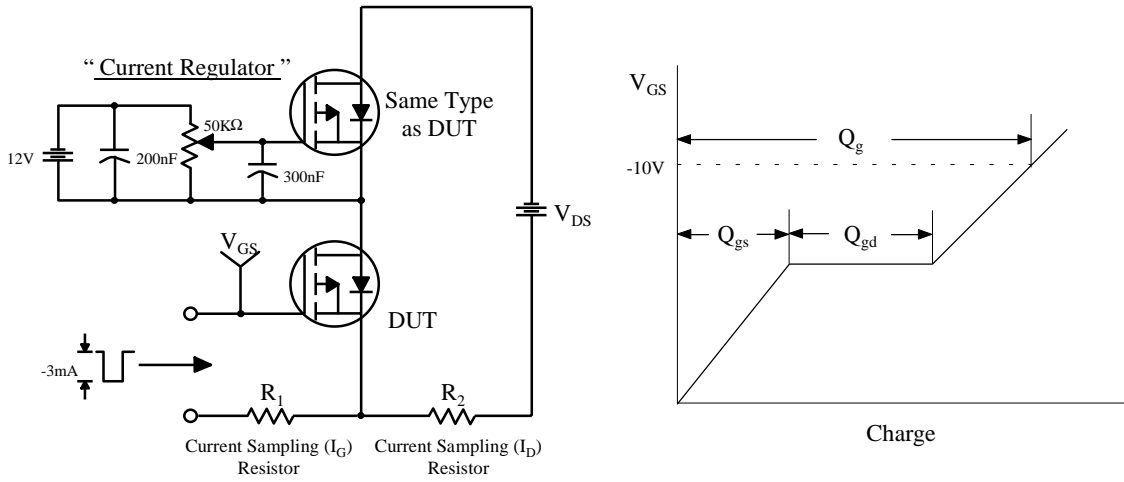 “ Current Regulator ”
12V
200nF
50KΩ
300nF
Same Type
as DUT
V_DS
V_GS
DUT
-3mA
R_1
R_2
Current Sampling (I_G)
Resistor
Current Sampling (I_D)
Resistor
V_GS
-10V
Q_g
Q_gs
Q_gd
Charge